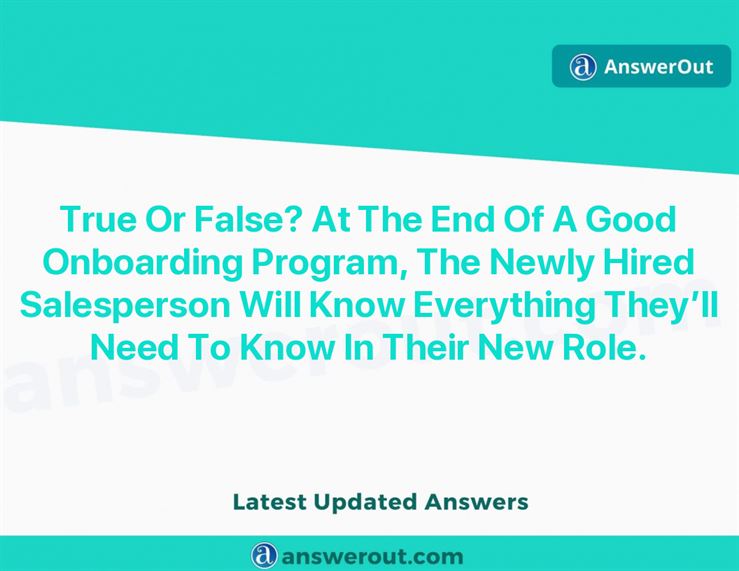 AnswerOut
True Or False? At The End Of A Good
Onboarding Program, The Newly Hired
Salesperson Will Know Everything They’ll
Need To Know In Their New Role.
answerout.com
Latest Updated Answers
answerout.com